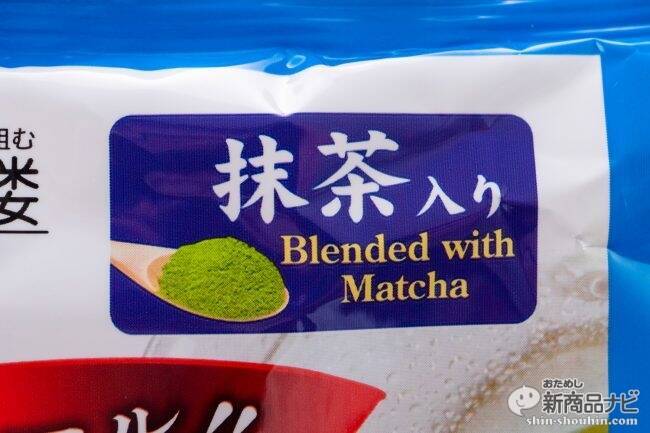 抹茶入り
Blended with
Matcha
おためし
新商品ナビ
shin-shouhin.com